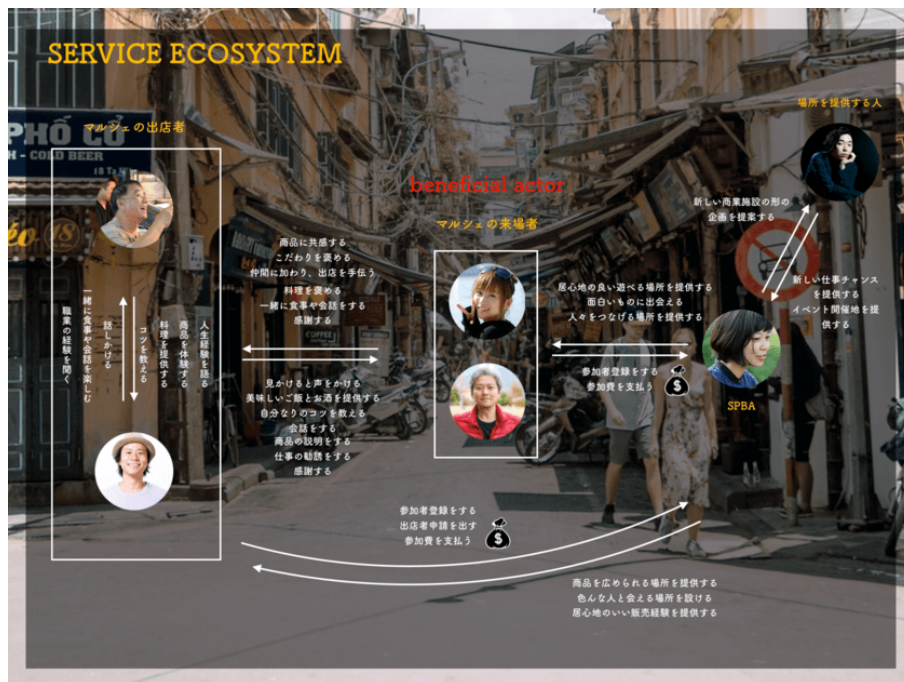 SERVICE ECOSYSTEM
マルシェの出店者
PHỐ CỔ
H - COLD BEER
一緒に食事や会話を楽しむ
職業の経験を聞く
話しかける
人生経験を語る
商品を体験する
料理を提供する
コツを教える
商品に共感する
こだわりを褒める
仲間に加わり、出店を手伝う
料理を褒める
一緒に食事や会話をする
感謝する
見かけると声をかける
美味しいご飯とお酒を提供する
自分なりのコツを教える
会話をする
商品の説明をする
仕事の勧誘をする
感謝する
beneficial actor
マルシェの来場者
居心地の良い遊べる場所を提供する
面白いものに出会える
人々をつなげる場所を提供する
参加者登録をする
参加費を支払う
$
SPBA
場所を提供する人
新しい商業施設の形の
企画を提案する
新しい仕事チャンス
を提供する
イベント開催地を提
供する
参加者登録をする
出店者申請を出す
参加費を支払う
$
商品を広められる場所を提供する
色んな人と会える場所を設ける
居心地のいい販売経験を提供する